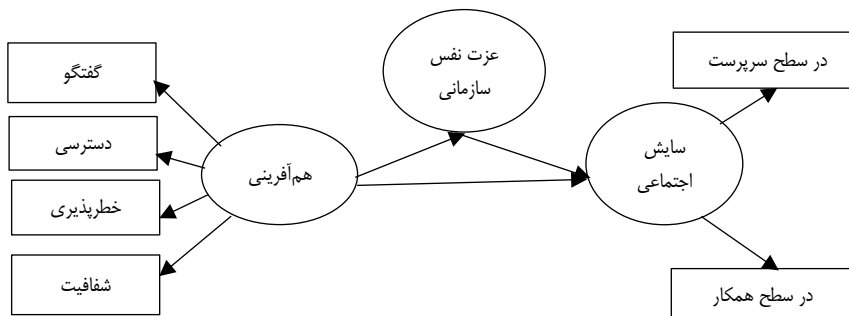 عزت نفس
سازمانی
در سطح سرپرست
گفتگو
دسترسی
هم‌آفرینی
سایش
اجتماعی
خطرپذیری
شفافیت
در سطح همکار